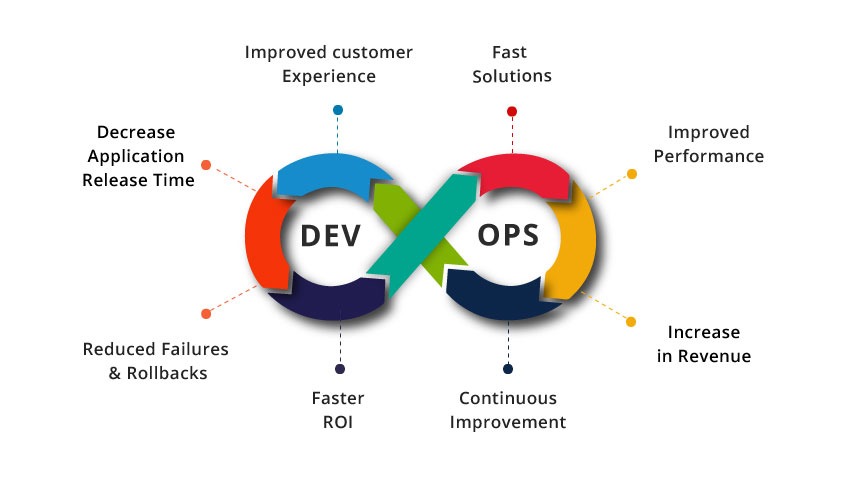 Improved customer
Experience
Fast
Solutions
Decrease
Application
Release Time
Improved
Performance
DEV
OPS
Reduced Failures
& Rollbacks
Increase
in Revenue
Faster
ROI
Continuous
Improvement